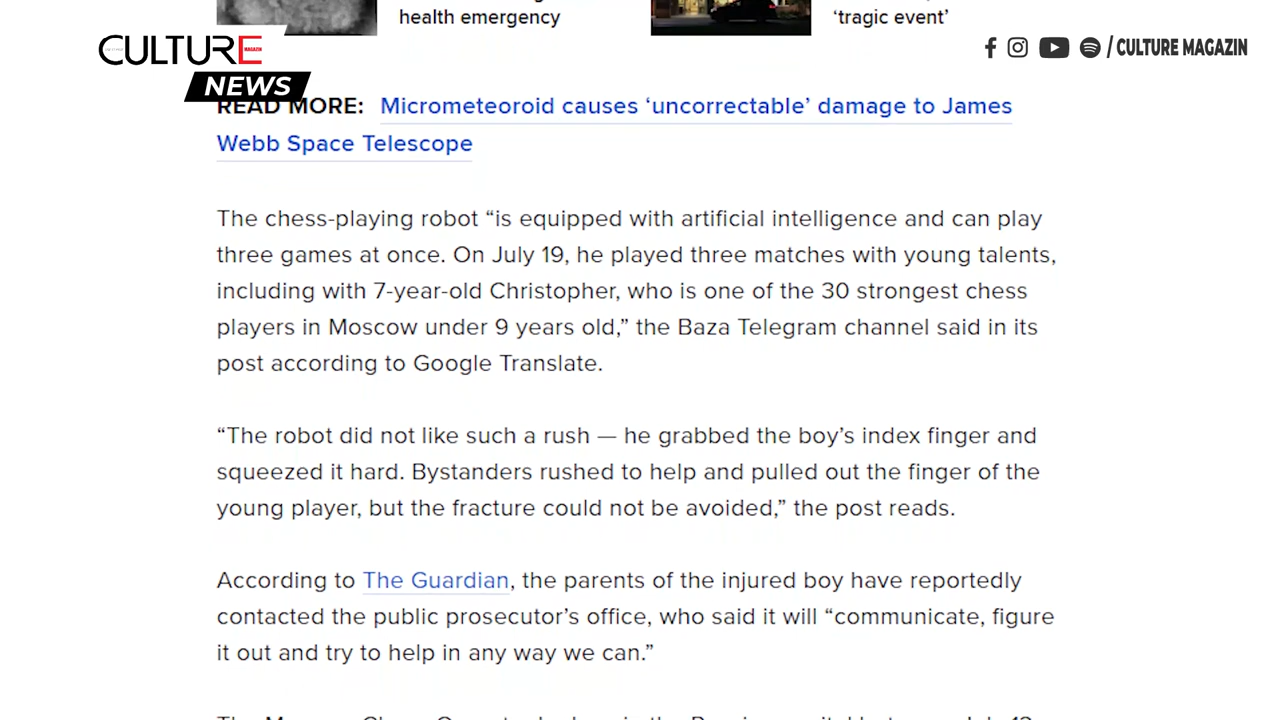 health emergency
‘tragic event’
CULTURE
MAGAZIN
NEWS
/ CULTURE MAGAZIN
READ MORE: Micrometeoroid causes ‘uncorrectable’ damage to James
Webb Space Telescope
The chess-playing robot “is equipped with artificial intelligence and can play
three games at once. On July 19, he played three matches with young talents,
including with 7-year-old Christopher, who is one of the 30 strongest chess
players in Moscow under 9 years old,” the Baza Telegram channel said in its
post according to Google Translate.
“The robot did not like such a rush — he grabbed the boy’s index finger and
squeezed it hard. Bystanders rushed to help and pulled out the finger of the
young player, but the fracture could not be avoided,” the post reads.
According to The Guardian, the parents of the injured boy have reportedly
contacted the public prosecutor’s office, who said it will “communicate, figure
it out and try to help in any way we can.”